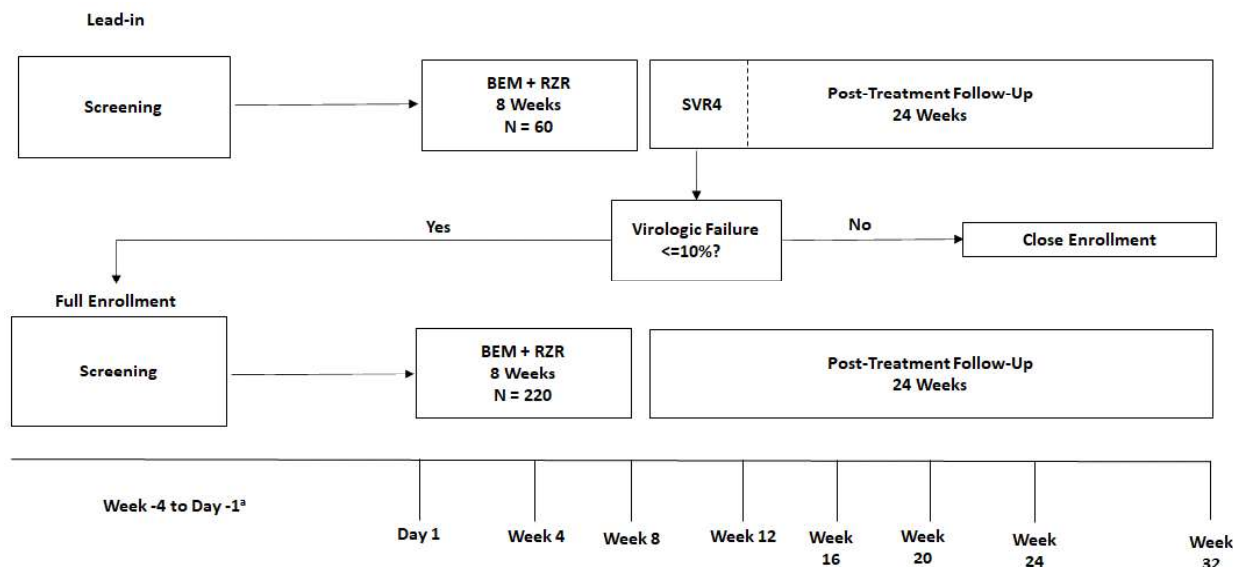 Lead-in
Screening
BEM + RZR
8 Weeks
N = 60
SVR4
Post-Treatment Follow-Up
24 Weeks
Yes
Virologic Failure
<=10%?
No
Close Enrollment
Full Enrollment
Screening
BEM + RZR
8 Weeks
N = 220
Post-Treatment Follow-Up
24 Weeks
Week -4 to Day -1ª
Day 1
Week 4
Week 8
Week 12
Week
16
Week
20
Week
24
Week
32